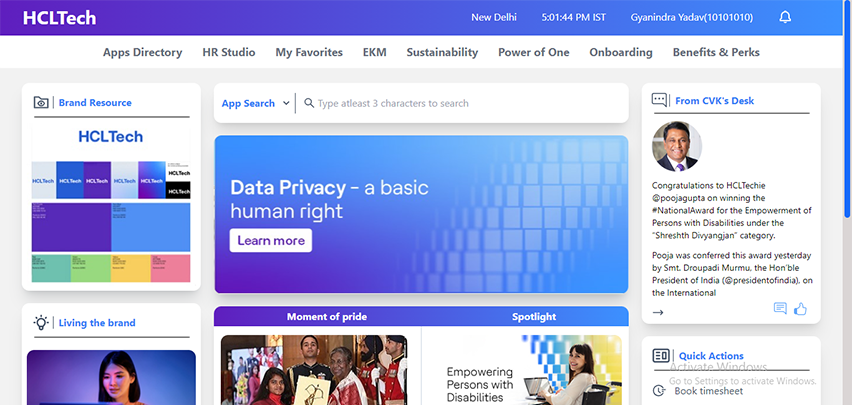 HCLTech
New Delhi 5:01:44 PM IST Gyanindra Yadav(10101010)
Apps Directory HR Studio My Favorites EKM Sustainability Power of One Onboarding Benefits & Perks
Brand Resource
HCLTech
HCLTech HCLTech HCLTech HCLTech HCLTech HCLTech
HCLTech
Living the brand
App Search Type atleast 3 characters to search
Data Privacy – a basic
human right
Learn more
Moment of pride Spotlight
Empowering
Persons with
Disabilities
From CVK's Desk
Congratulations to HCLTechie
@poojagupta on winning the
#NationalAward for the Empowerment of
Persons with Disabilities under the
"Shreshth Divyangjan" category.
Pooja was conferred this award yesterday
by Smt. Droupadi Murmu, the Hon'ble
President of India (@presidentofindia), on
the International
Quick Actions
Activate Windows
Go to Settings to activate Windows.
Book timesheet